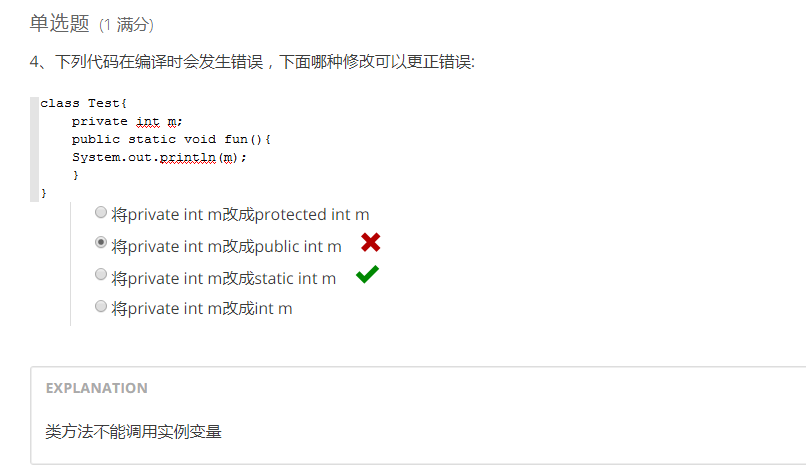 单选题 (1 满分)
4、下列代码在编译时会发生错误，下面哪种修改可以更正错误:
class Test{
private int m;
public static void fun(){
System.out.println(m);
}
}
将private int m改成protected int m
将private int m改成public int m
将private int m改成static int m
将private int m改成int m
EXPLANATION
类方法不能调用实例变量